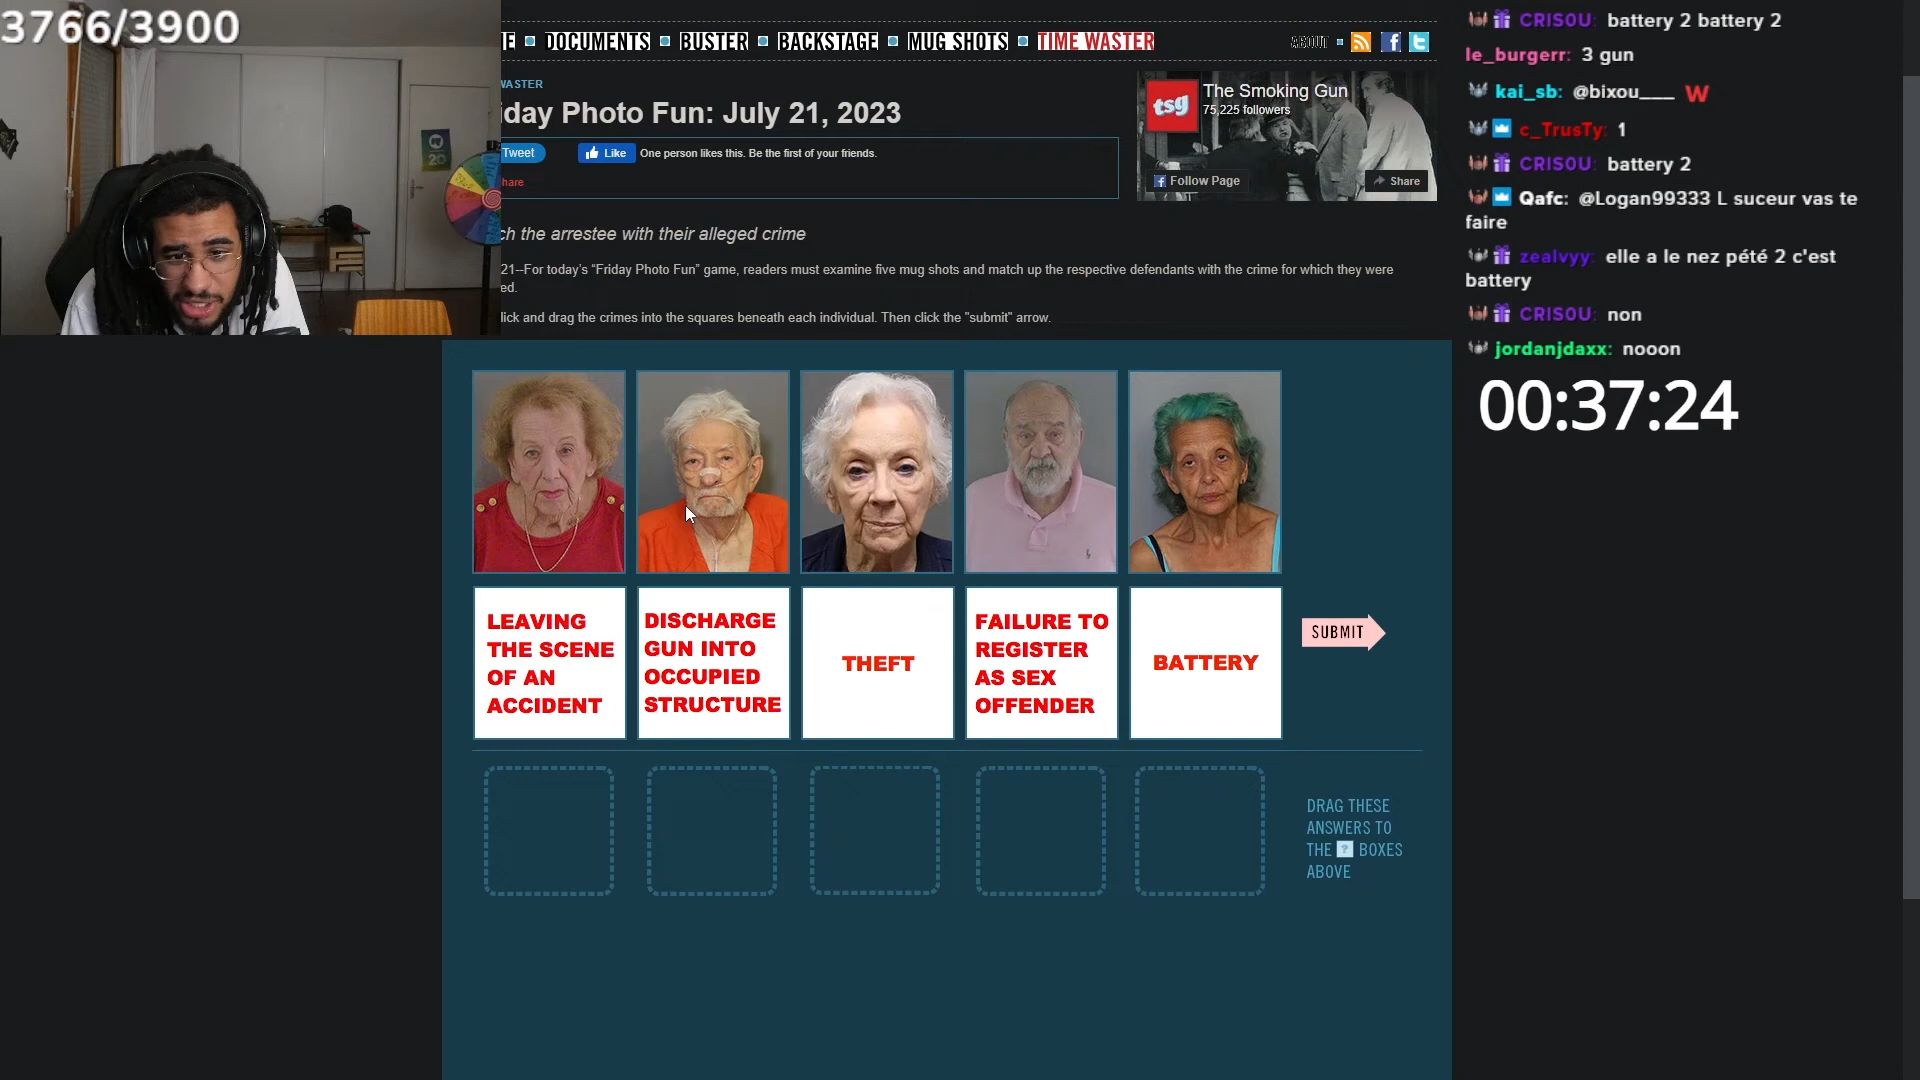 3766/3900
E DOCUMENTS BUSTER BACKSTAGE MUG SHOTS TIME WASTER
ABOUT
WASTER
iday Photo Fun: July 21, 2023
Tweet
Like One person likes this. Be the first of your friends.
hare
tsg
The Smoking Gun
75,225 followers
Follow Page
Share
20
ch the arrestee with their alleged crime
21--For today's “Friday Photo Fun” game, readers must examine five mug shots and match up the respective defendants with the crime for which they were
ed.
lick and drag the crimes into the squares beneath each individual. Then click the "submit" arrow.
LEAVING
THE SCENE
OF AN
ACCIDENT
DISCHARGE
GUN INTO
OCCUPIED
STRUCTURE
THEFT
FAILURE TO
REGISTER
AS SEX
OFFENDER
BATTERY
SUBMIT
DRAG THESE
ANSWERS TO
THE ? BOXES
ABOVE
CRIS0U: battery 2 battery 2
le_burgerr: 3 gun
kai_sb: @bixou___ W
c_TrusTy: 1
CRIS0U: battery 2
Qafc: @Logan99333 L suceur vas te
faire
zealvyy: elle a le nez pété 2 c'est
battery
CRIS0U: non
jordanjdaxx: nooon
00:37:24